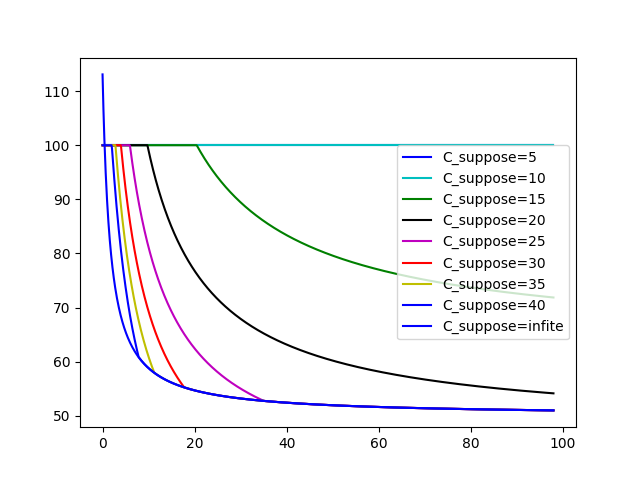 110
100
90
80
70
60
50
0
20
40
60
80
100
C_suppose=5
C_suppose=10
C_suppose=15
C_suppose=20
C_suppose=25
C_suppose=30
C_suppose=35
C_suppose=40
C_suppose=infite